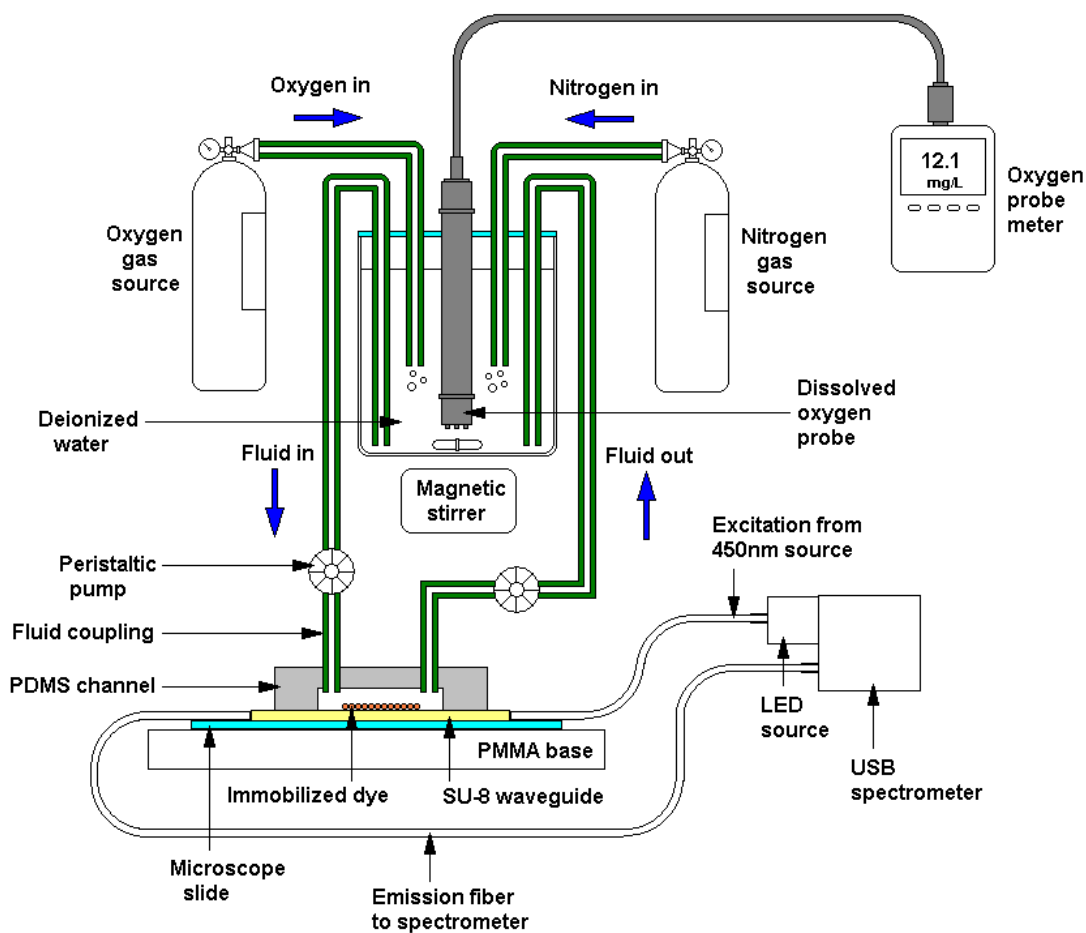 Oxygen in
Nitrogen in
12.1
mg/L
Oxygen
probe
meter
Oxygen
gas
source
Nitrogen
gas
source
Deionized
water
Dissolved
oxygen
probe
Fluid in
Fluid out
Magnetic
stirrer
Excitation from
450nm source
Peristaltic
pump
Fluid coupling
PDMS channel
LED
source
PMMA base
USB
spectrometer
Immobilized dye
SU-8 waveguide
Microscope
slide
Emission fiber
to spectrometer